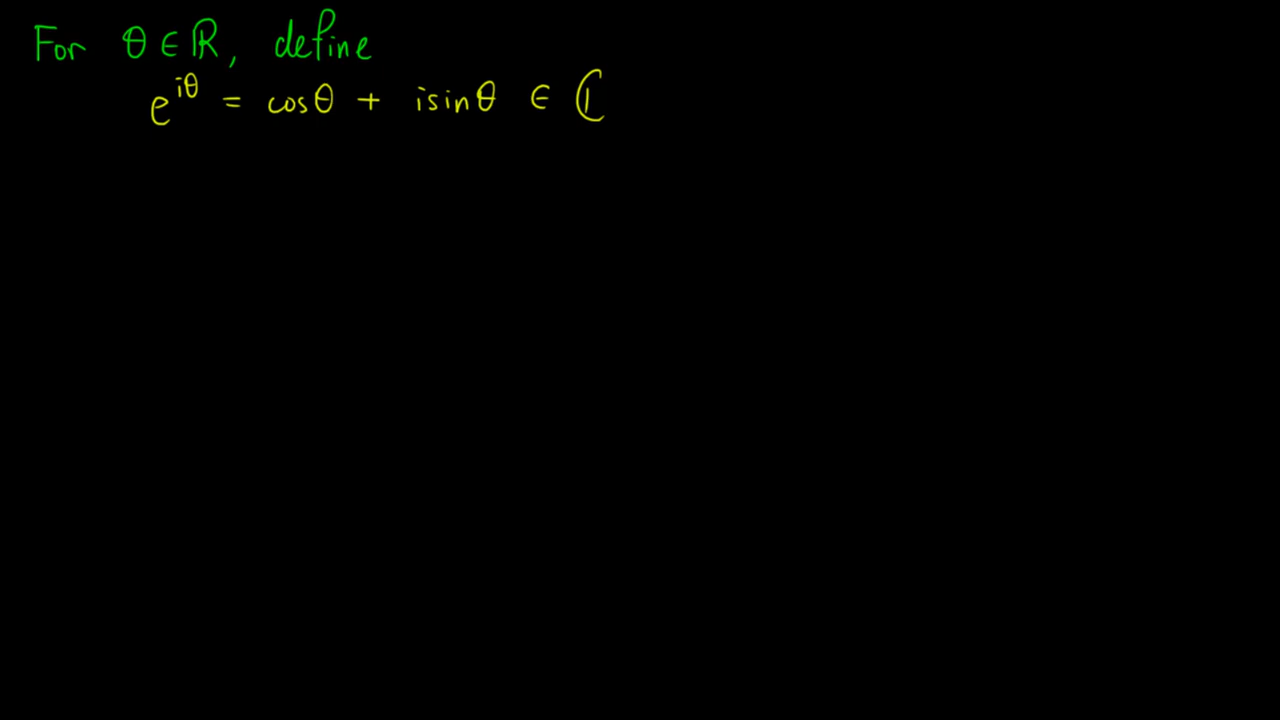 For θ ∈ ℝ, define
e^{iθ} = cosθ + isinθ ∈ ℂ